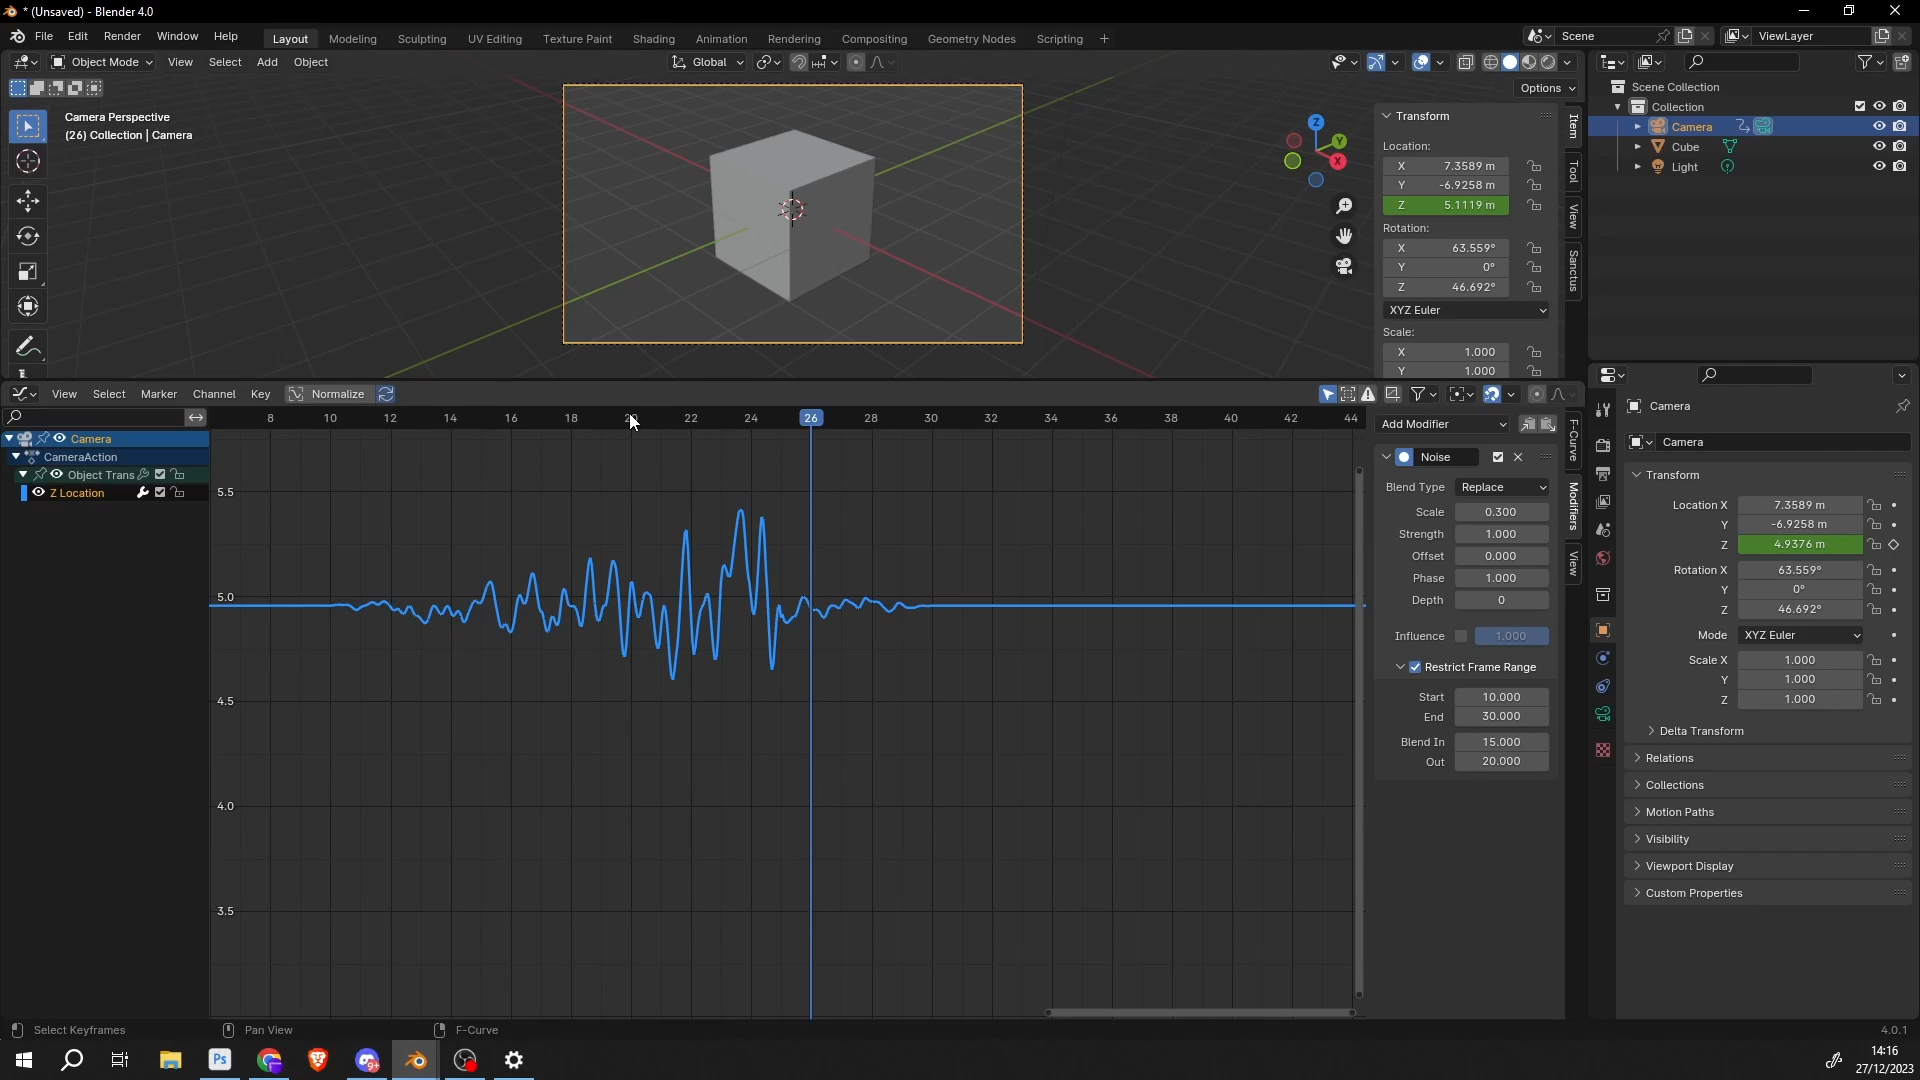 * (Unsaved) - Blender 4.0
File Edit Render Window Help
Layout Modeling Sculpting UV Editing Texture Paint Shading Animation Rendering Compositing Geometry Nodes Scripting +
Scene
ViewLayer
Object Mode View Select Add Object
Global
Options
Camera Perspective
(26) Collection | Camera
Z
Y
X
Transform
Location:
X 7.3589 m
Y -6.9258 m
Z 5.1119 m
Rotation:
X 63.559°
Y 0°
Z 46.692°
XYZ Euler
Scale:
X 1.000
Y 1.000
Item
Tool
View
Sanctus
Scene Collection
Collection
Camera
Cube
Light
View Select Marker Channel Key Normalize
8 10 12 14 16 18 20 22 24 26 28 30 32 34 36 38 40 42 44
Camera
CameraAction
Object Trans
Z Location
5.5
5.0
4.5
4.0
3.5
Add Modifier
Noise
Blend Type Replace
Scale 0.300
Strength 1.000
Offset 0.000
Phase 1.000
Depth 0
Influence 1.000
Restrict Frame Range
Start 10.000
End 30.000
Blend In 15.000
Out 20.000
F-Curve
Modifiers
View
Camera
Camera
Transform
Location X 7.3589 m
Y -6.9258 m
Z 4.9376 m
Rotation X 63.559°
Y 0°
Z 46.692°
Mode XYZ Euler
Scale X 1.000
Y 1.000
Z 1.000
Delta Transform
Relations
Collections
Motion Paths
Visibility
Viewport Display
Custom Properties
Select Keyframes Pan View F-Curve
4.0.1
Ps
9+
14:16
27/12/2023